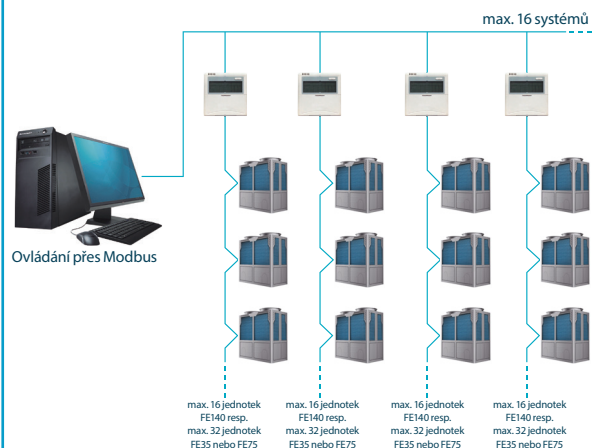 max. 16 systémů
Ovládání přes Modbus
max. 16 jednotek
FE140 resp.
max. 32 jednotek
FE35 nebo FE75
max. 16 jednotek
FE140 resp.
max. 32 jednotek
FE35 nebo FE75
max. 16 jednotek
FE140 resp.
max. 32 jednotek
FE35 nebo FE75
max. 16 jednotek
FE140 resp.
max. 32 jednotek
FE35 nebo FE75